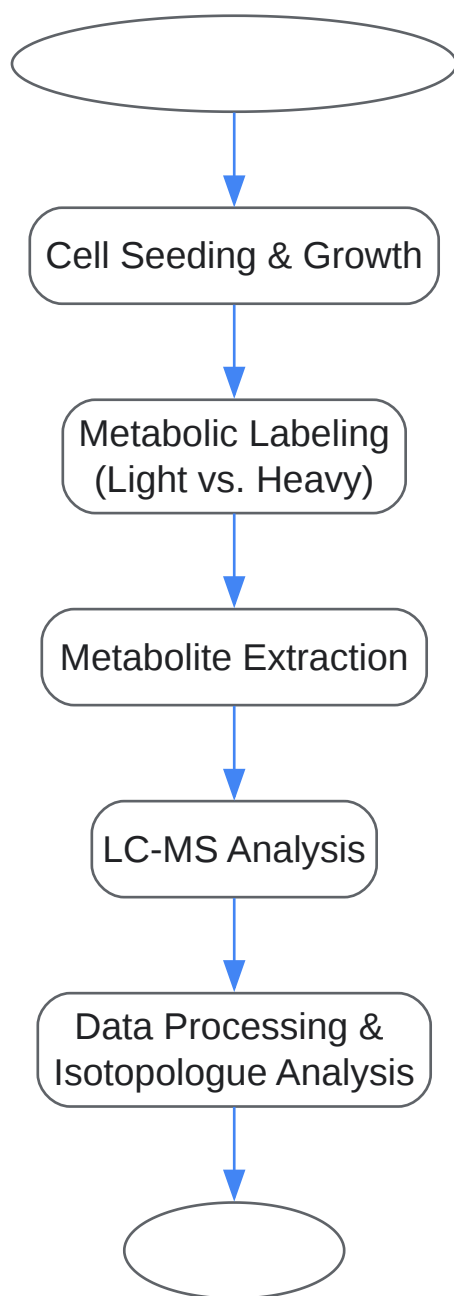 Cell Seeding & Growth
Metabolic Labeling
(Light vs. Heavy)
Metabolite Extraction
LC-MS Analysis
Data Processing &
Isotopologue Analysis